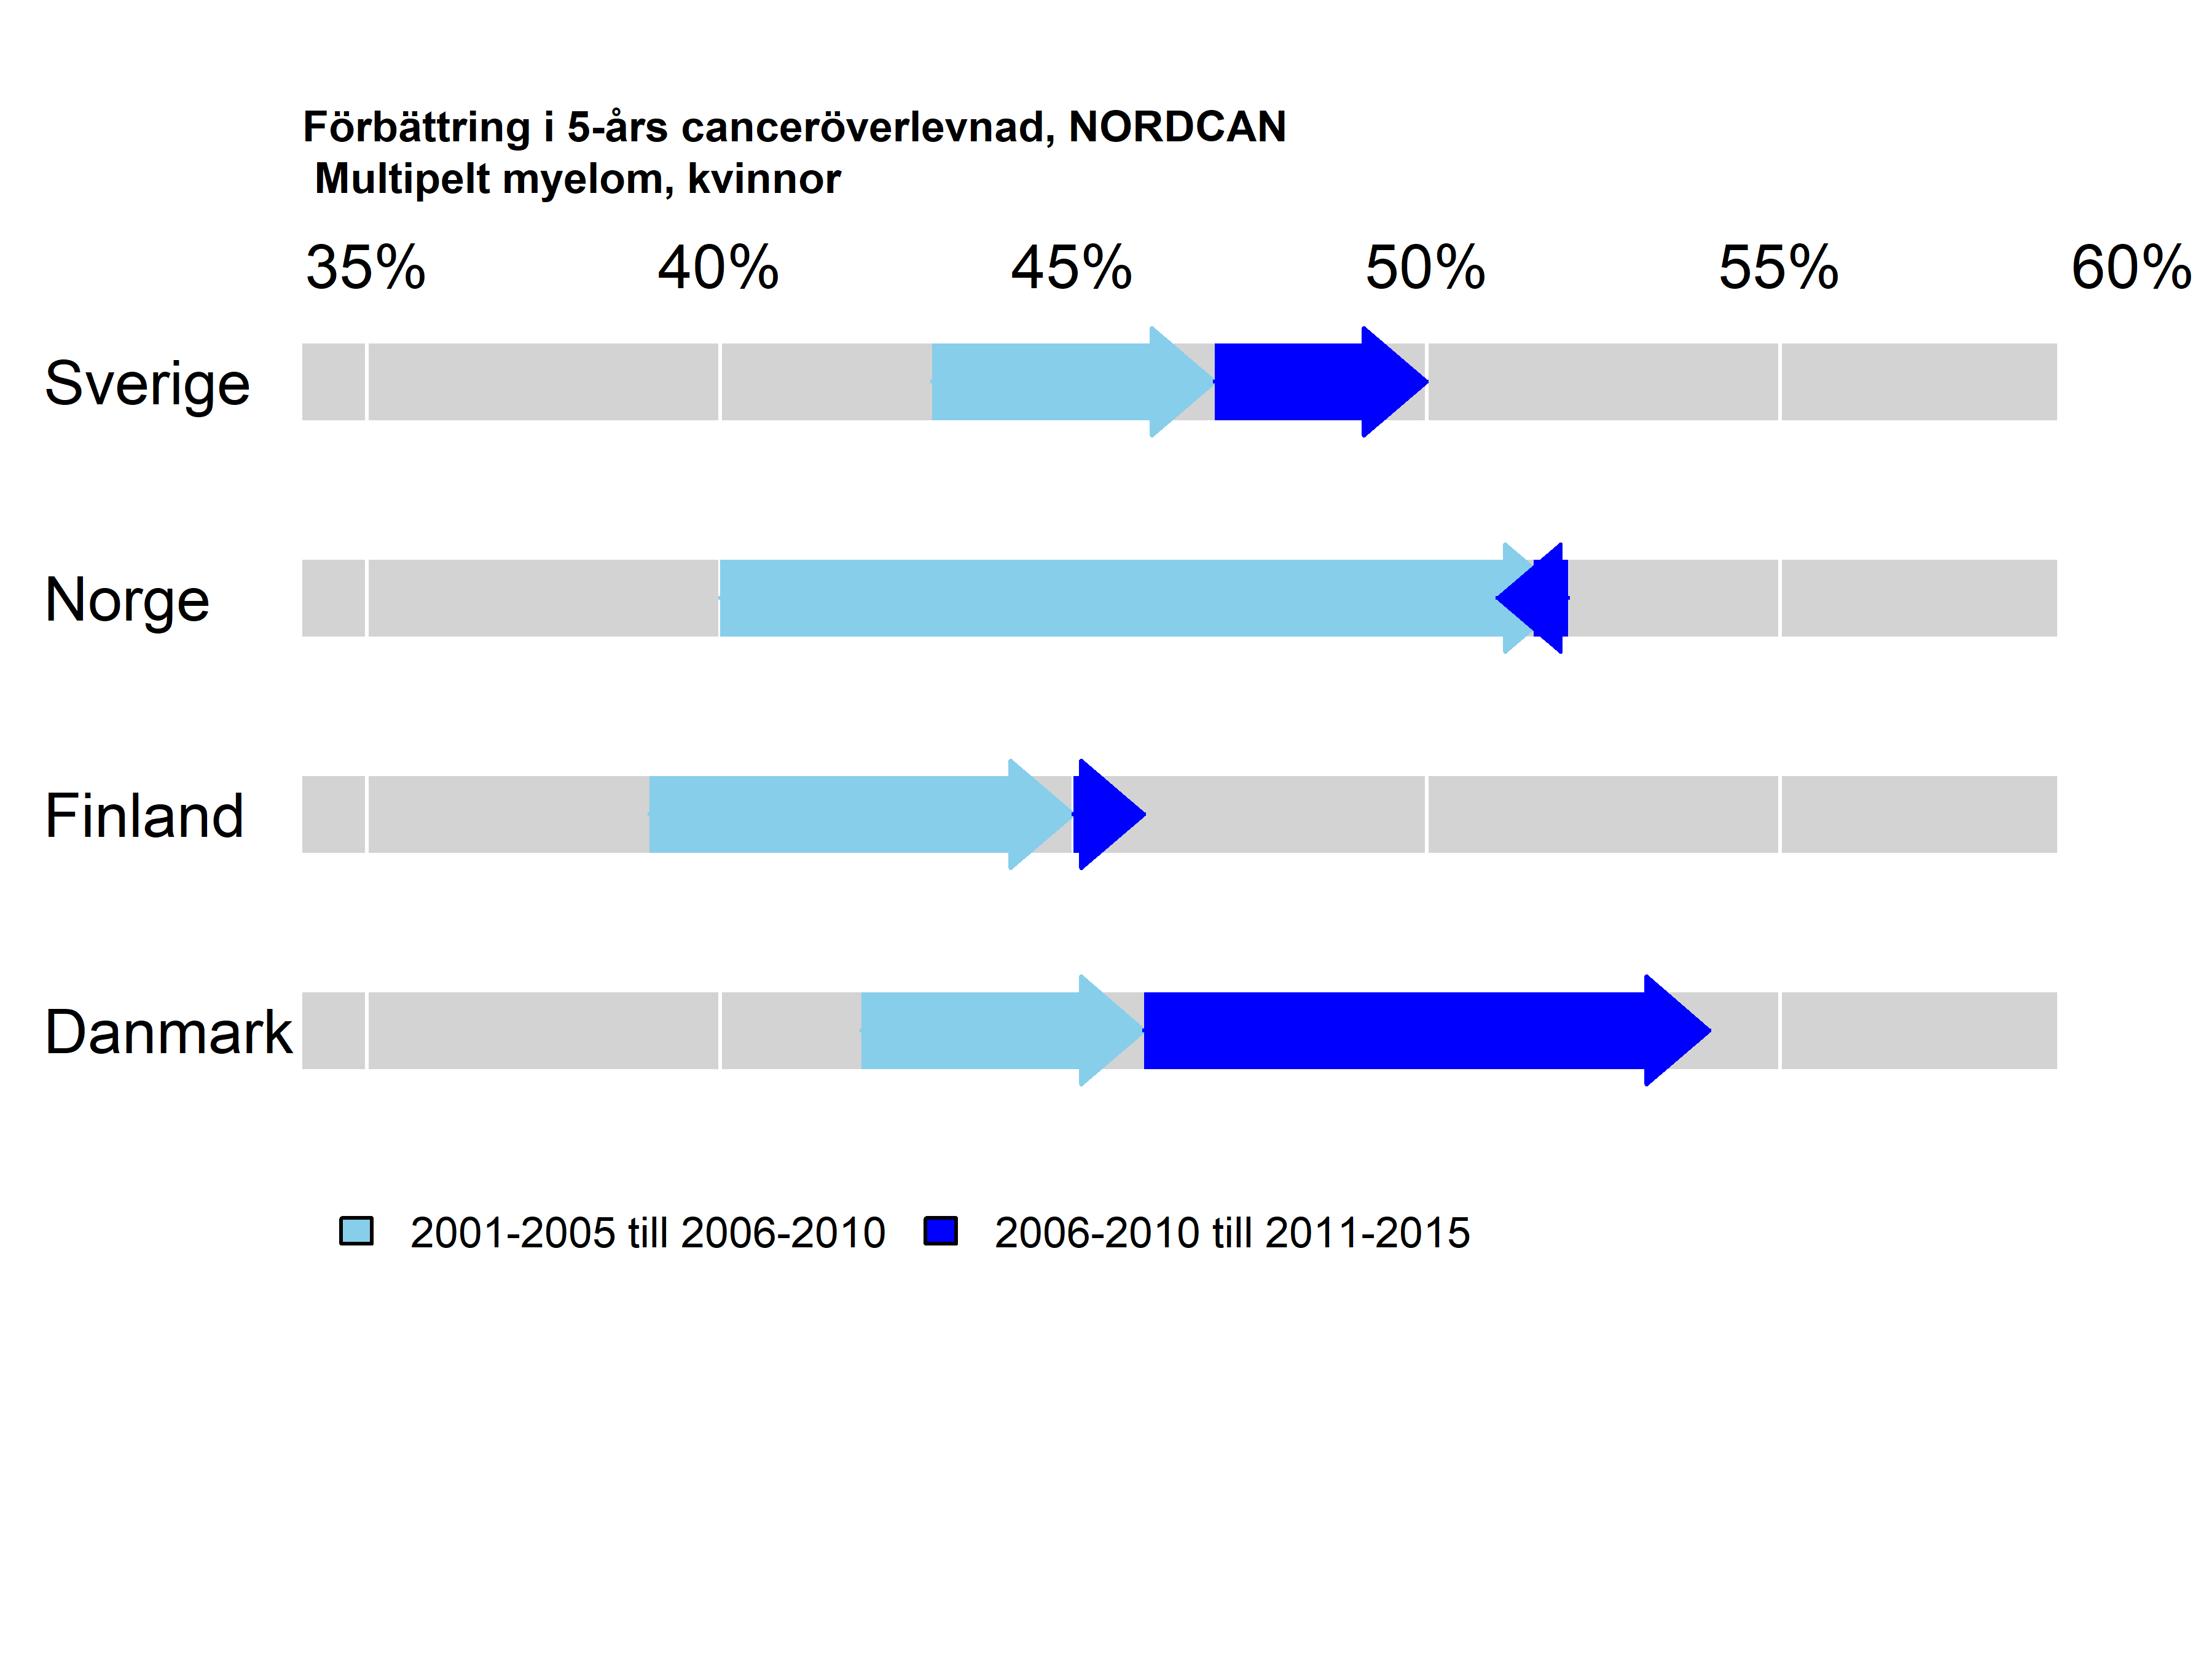 Förbättring i 5-års canceröverlevnad, NORDCAN
Multipelt myelom, kvinnor
35% 40% 45% 50% 55% 60%
Sverige
Norge
Finland
Danmark
2001-2005 till 2006-2010 2006-2010 till 2011-2015